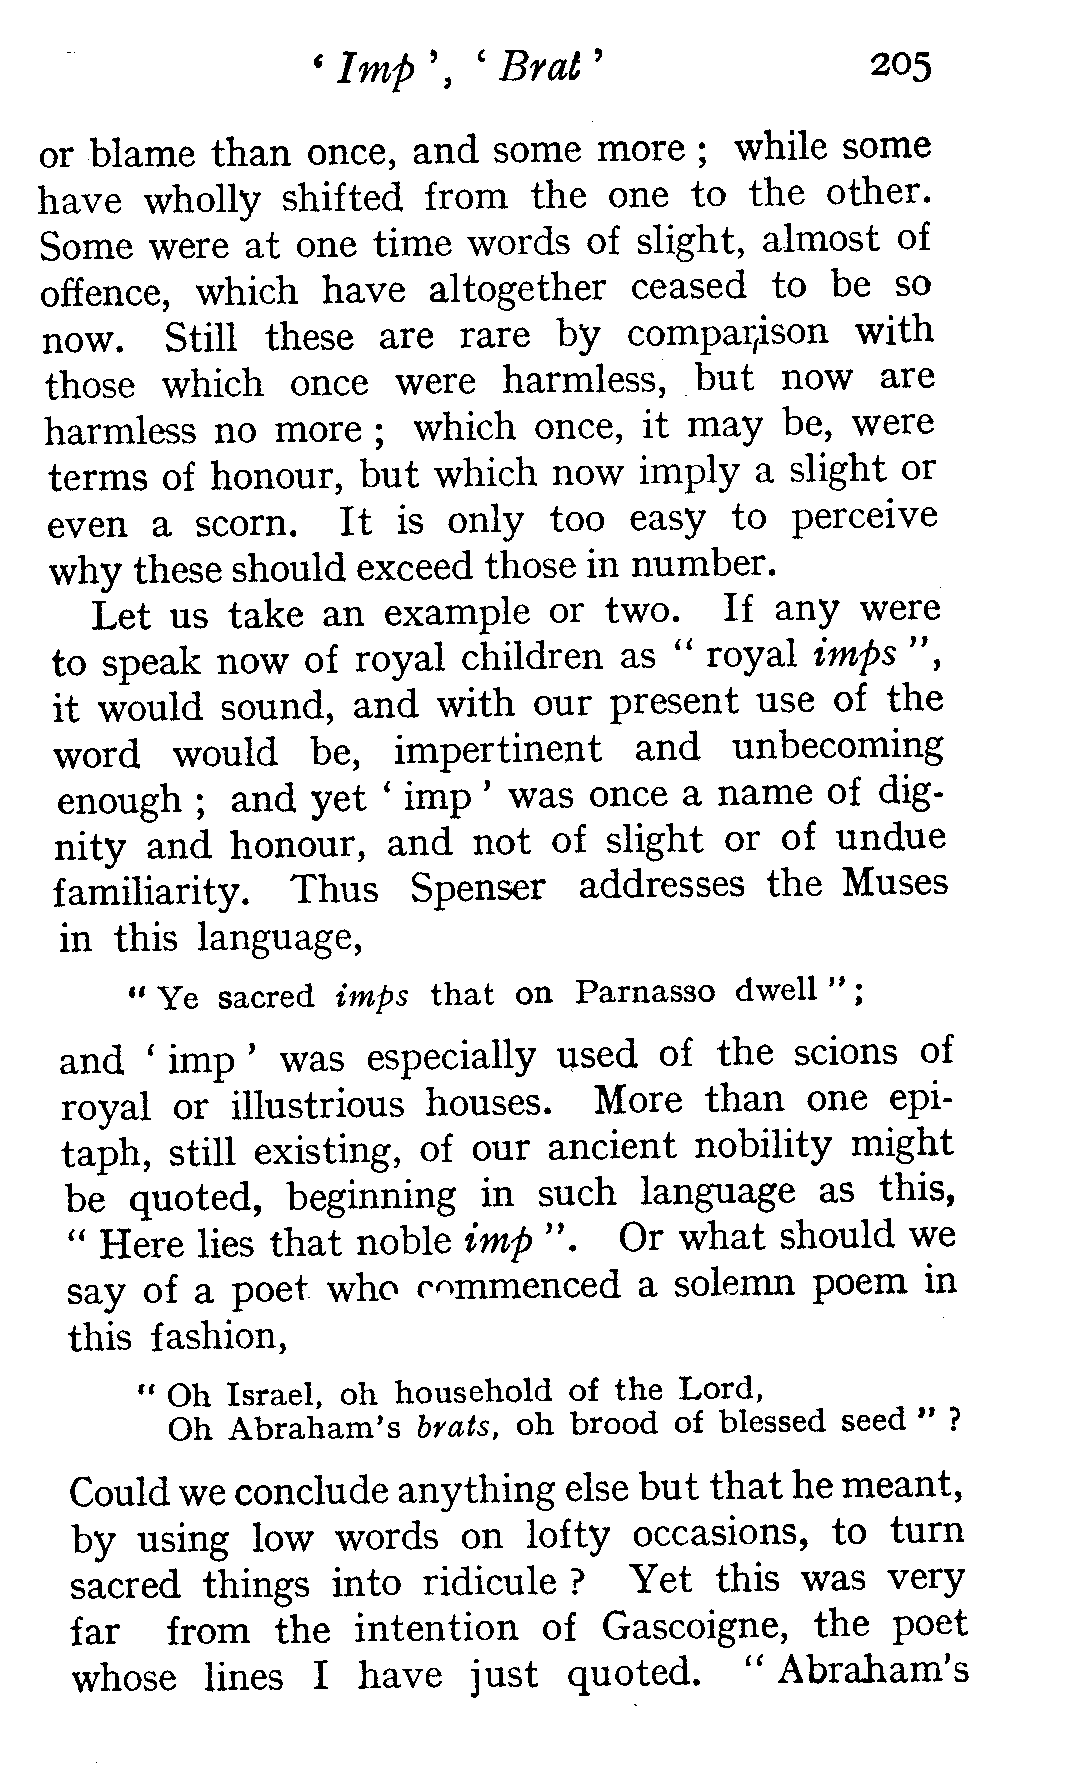 ‘ Imp ’, ‘ Brat ’ 205
or blame than once, and some more ; while some
have wholly shifted from the one to the other.
Some were at one time words of slight, almost of
offence, which have altogether ceased to be so
now. Still these are rare by comparison with
those which once were harmless, but now are
harmless no more ; which once, it may be, were
terms of honour, but which now imply a slight or
even a scorn. It is only too easy to perceive
why these should exceed those in number.
Let us take an example or two. If any were
to speak now of royal children as “ royal imps ”,
it would sound, and with our present use of the
word would be, impertinent and unbecoming
enough ; and yet ‘ imp ’ was once a name of dig-
nity and honour, and not of slight or of undue
familiarity. Thus Spenser addresses the Muses
in this language,
“ Ye sacred imps that on Parnasso dwell ” ;
and ‘ imp ’ was especially used of the scions of
royal or illustrious houses. More than one epi-
taph, still existing, of our ancient nobility might
be quoted, beginning in such language as this,
“ Here lies that noble imp ”. Or what should we
say of a poet who commenced a solemn poem in
this fashion,
“ Oh Israel, oh household of the Lord,
Oh Abraham’s brats, oh brood of blessed seed ” ?
Could we conclude anything else but that he meant,
by using low words on lofty occasions, to turn
sacred things into ridicule ? Yet this was very
far from the intention of Gascoigne, the poet
whose lines I have just quoted. “ Abraham’s